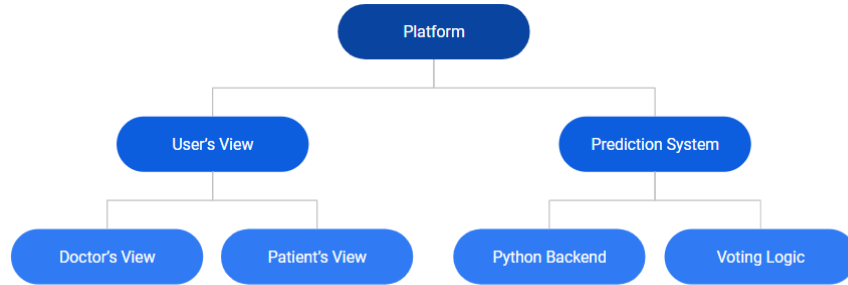 Platform
User's View
Prediction System
Doctor's View
Patient's View
Python Backend
Voting Logic